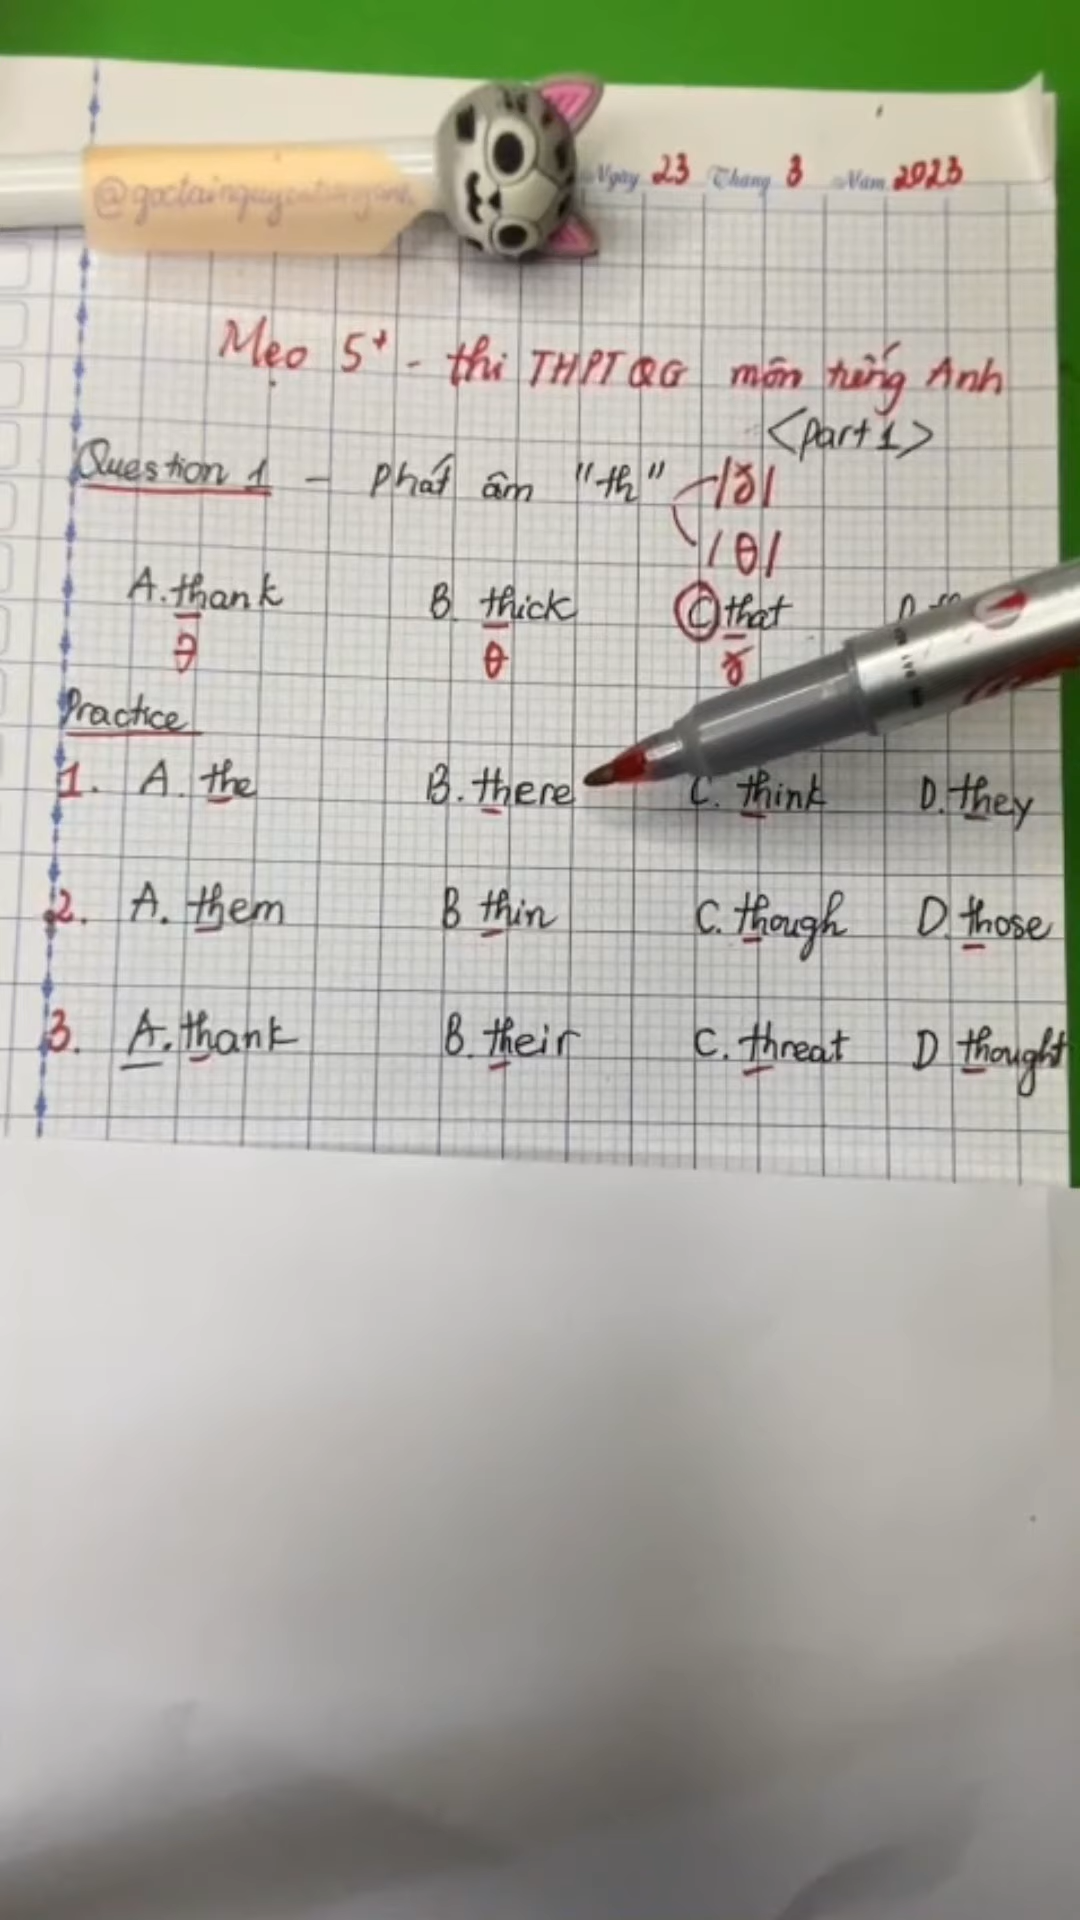 @goctainguyentienganh
Ngày 23 Tháng 3 Năm 2023
Mẹo 5+ - thi THPT QG môn tiếng Anh
<Part 1>
Question 1 - Phát âm "th" /ð/
/θ/
A. thank B. thick C that D
θ θ ð
Practice
1. A. the B. there C. think D. they
2. A. them B thin C. though D. those
3. A. thank B. their C. threat D thought